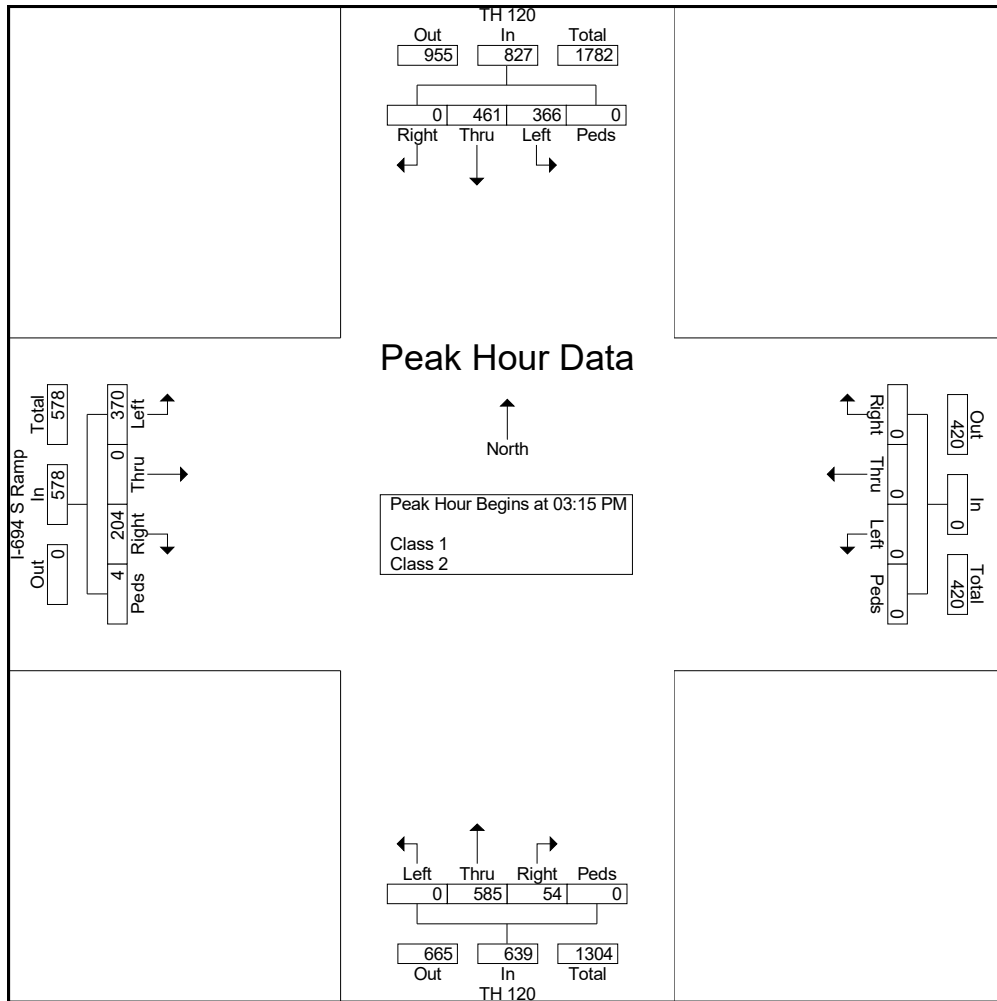 TH 120
Out In Total
955 827 1782
0 461 366 0
Right Thru Left Peds
Peak Hour Data
North
Peak Hour Begins at 03:15 PM
Class 1
Class 2
I-694 S Ramp
Total In Out
578 578 0
370 0 204 4
Left Thru Right Peds
Right Thru Left Peds
0 0 0 0
Out In Total
420 0 420
Left Thru Right Peds
0 585 54 0
665 639 1304
Out In Total
TH 120